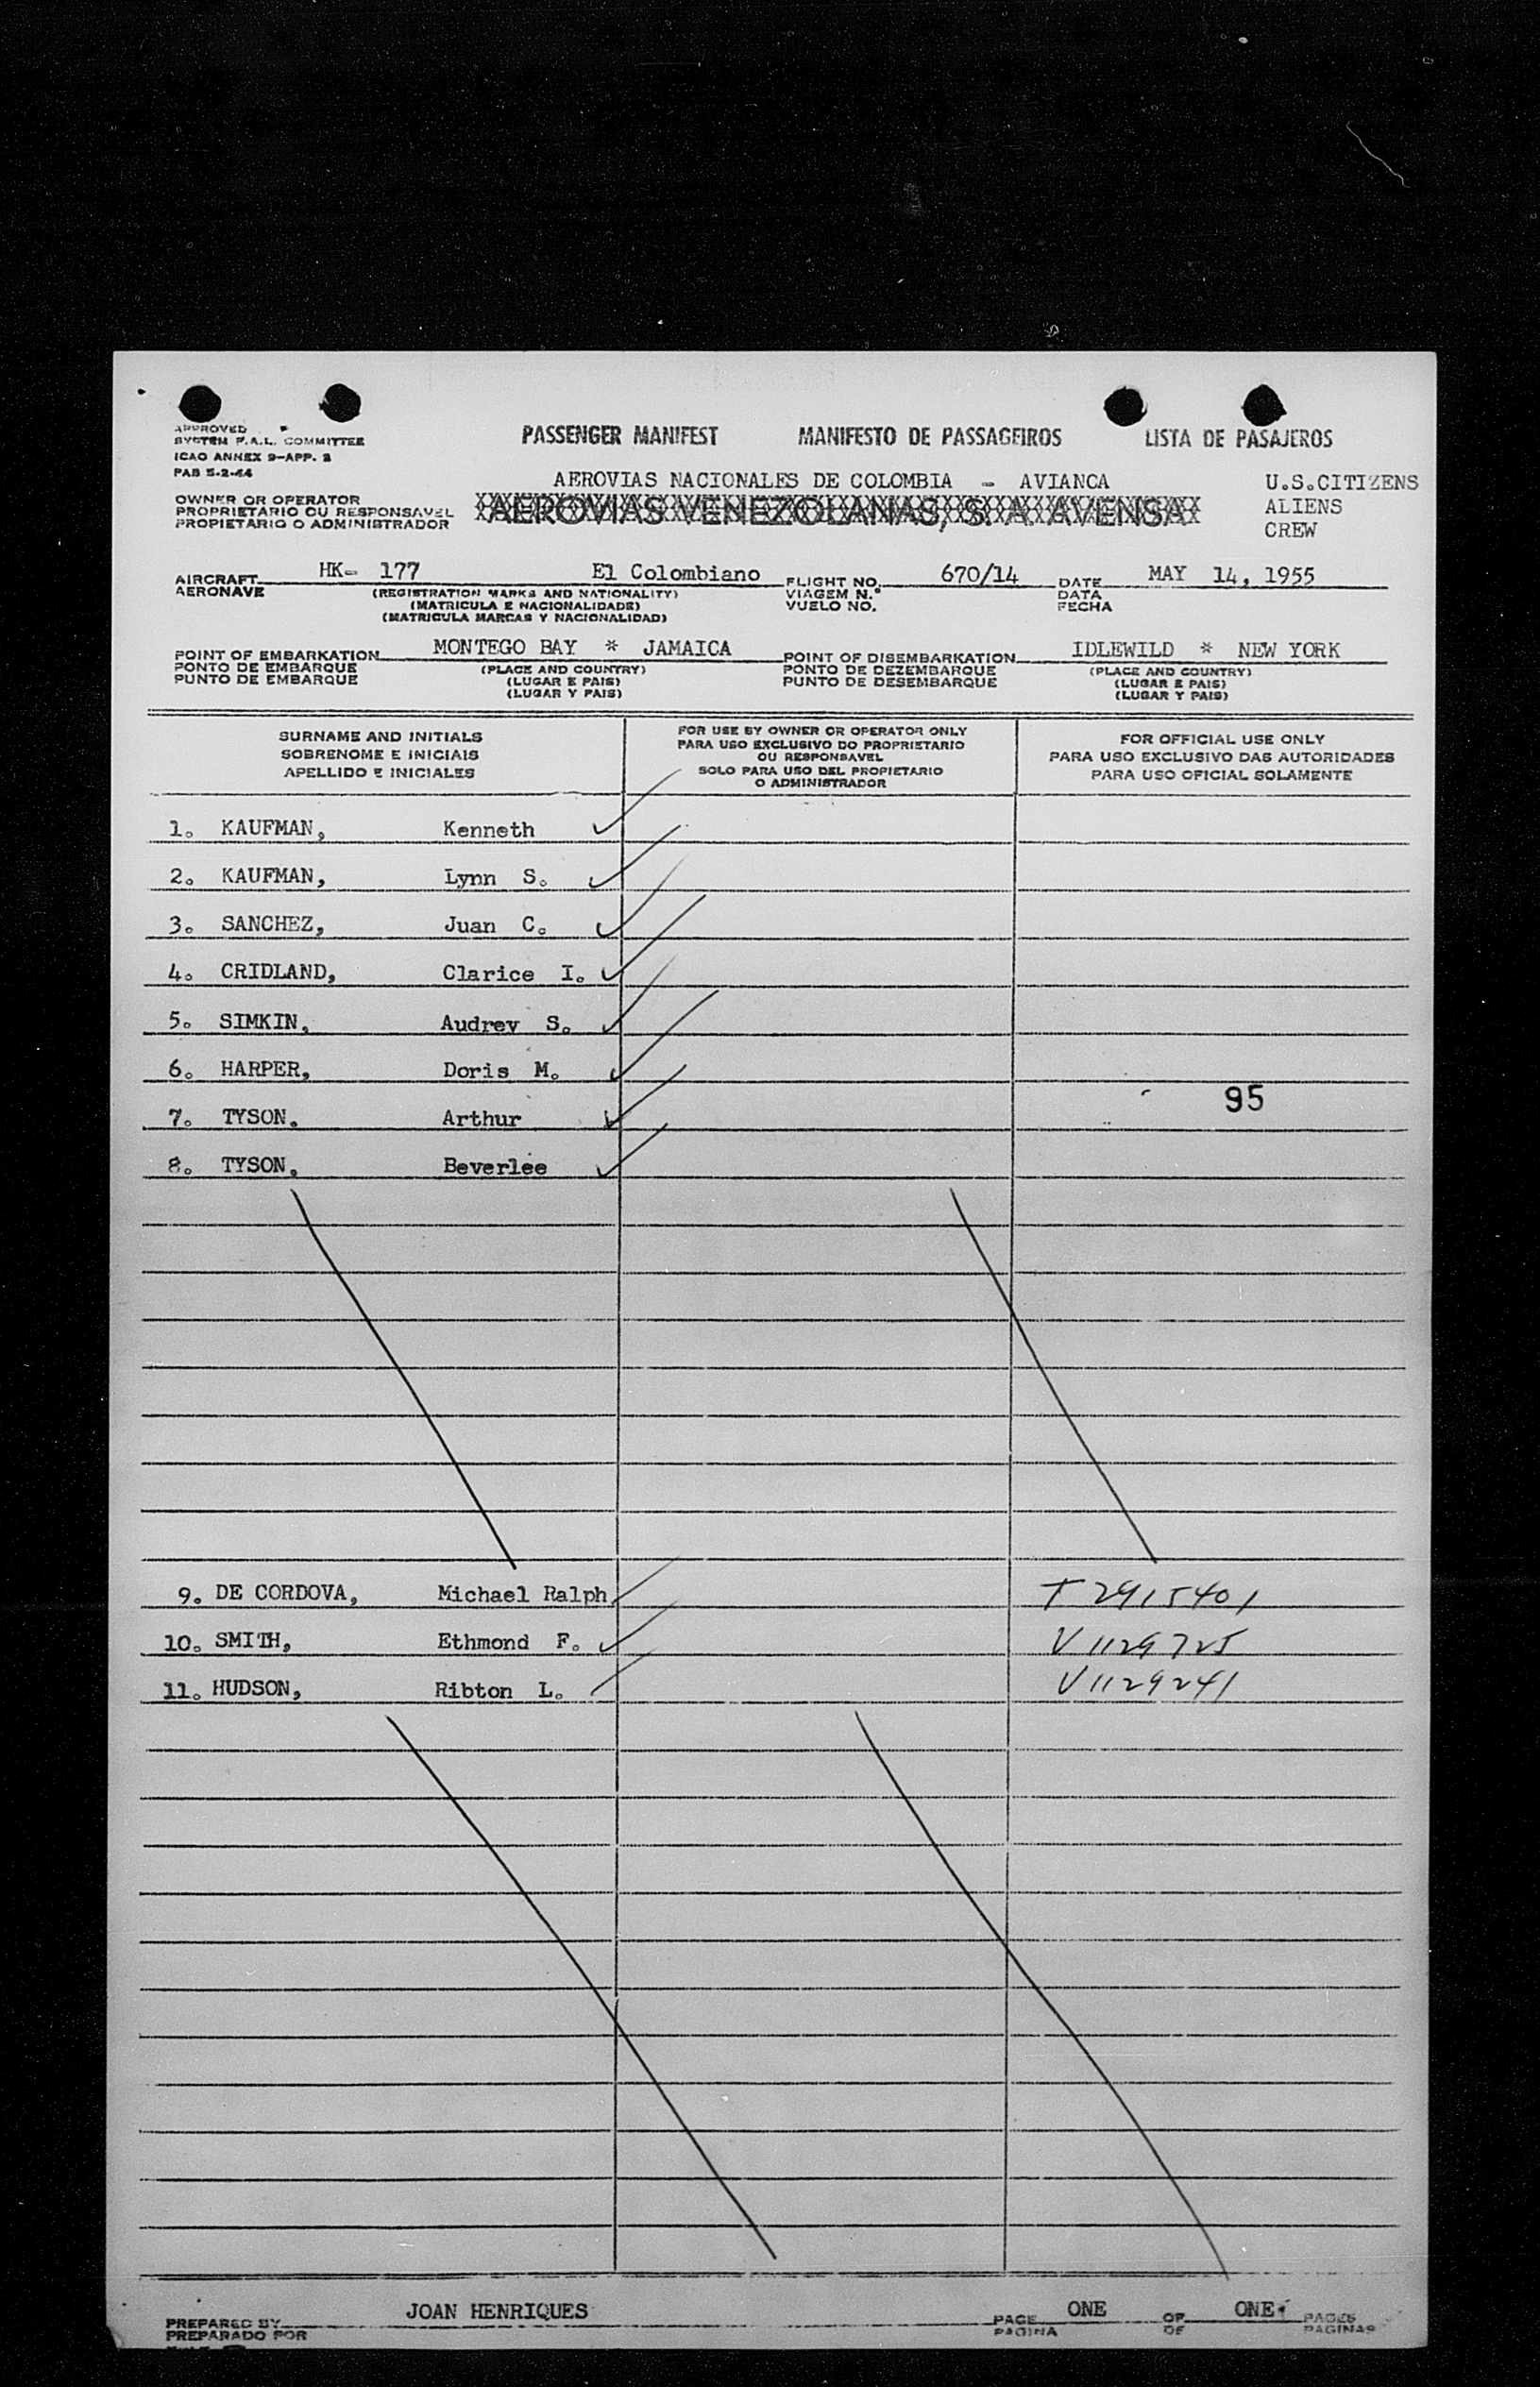 APPROVED
SYSTEM F.A.L. COMMITTEE
ICAO ANNEX 9-APP. 2
PAB 5-2-44
PASSENGER MANIFEST MANIFESTO DE PASSAGEIROS LISTA DE PASAJEROS
AEROVIAS NACIONALES DE COLOMBIA - AVIANCA
AEROVIAS VENEZOLANAS, S. A. AVENSA
U.S.CITIZENS
ALIENS
CREW
OWNER OR OPERATOR
PROPRIETARIO OU RESPONSAVEL
PROPIETARIO O ADMINISTRADOR
AIRCRAFT HK- 177 El Colombiano FLIGHT NO. 670/14 DATE MAY 14, 1955
AERONAVE (REGISTRATION MARKS AND NATIONALITY) VIAGEM N.° DATA
(MATRICULA E NACIONALIDADE) VUELO NO. FECHA
(MATRICULA MARCAS Y NACIONALIDAD)
POINT OF EMBARKATION MONTEGO BAY * JAMAICA POINT OF DISEMBARKATION IDLEWILD * NEW YORK
PONTO DE EMBARQUE (PLACE AND COUNTRY) PONTO DE DEZEMBARQUE (PLACE AND COUNTRY)
PUNTO DE EMBARQUE (LUGAR E PAIS) PUNTO DE DESEMBARQUE (LUGAR E PAIS)
(LUGAR Y PAIS) (LUGAR Y PAIS)
SURNAME AND INITIALS
SOBRENOME E INICIAIS
APELLIDO E INICIALES
FOR USE BY OWNER OR OPERATOR ONLY
PARA USO EXCLUSIVO DO PROPRIETARIO
OU RESPONSAVEL
SOLO PARA USO DEL PROPIETARIO
O ADMINISTRADOR
FOR OFFICIAL USE ONLY
PARA USO EXCLUSIVO DAS AUTORIDADES
PARA USO OFICIAL SOLAMENTE
1. KAUFMAN, Kenneth
2. KAUFMAN, Lynn S.
3. SANCHEZ, Juan C.
4. CRIDLAND, Clarice I.
5. SIMKIN, Audrey S.
6. HARPER, Doris M.
95
7. TYSON. Arthur
8. TYSON. Beverlee
9. DE CORDOVA, Michael Ralph T 2915401
10. SMITH, Ethmond F. V 1129725
11. HUDSON, Ribton L. V1129241
PREPARED BY JOAN HENRIQUES PAGE ONE OF ONE PAGES
PREPARADO POR PAGINA DE PAGINAS